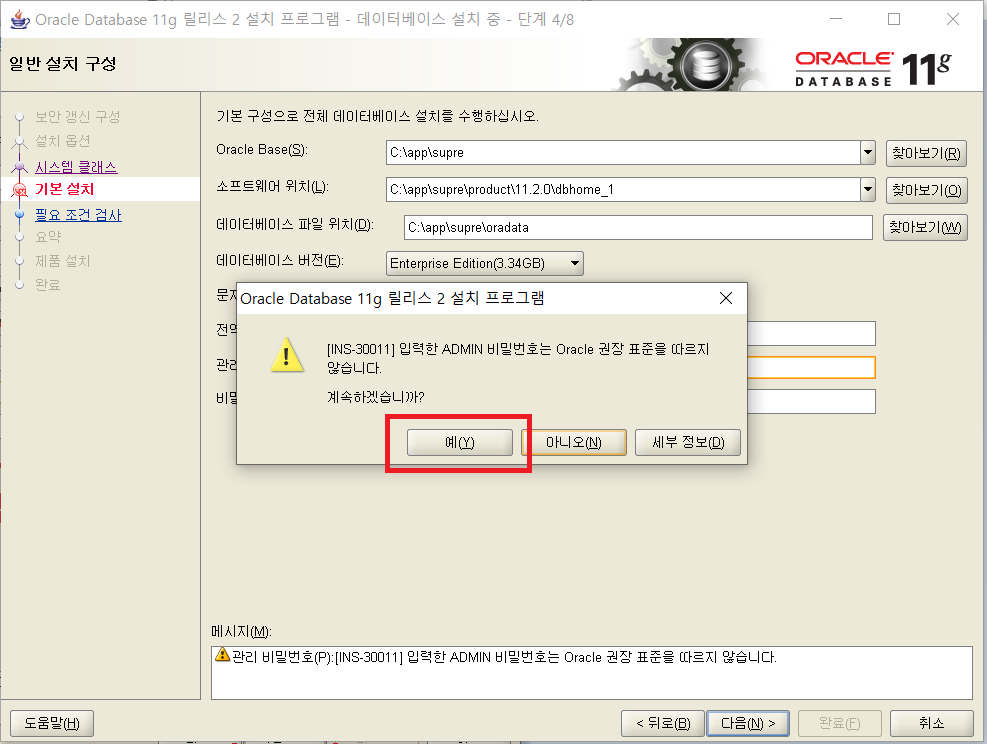 Oracle Database 11g 릴리스 2 설치 프로그램 - 데이터베이스 설치 중 - 단계 4/8
일반 설치 구성
ORACLE
DATABASE
11g
보안 갱신 구성
설치 옵션
시스템 클래스
기본 설치
필요 조건 검사
요약
제품 설치
완료
기본 구성으로 전체 데이터베이스 설치를 수행하십시오.
Oracle Base(S): C:\app\supre 찾아보기(R)
소프트웨어 위치(L): C:\app\supre\product\11.2.0\dbhome_1 찾아보기(O)
데이터베이스 파일 위치(D): C:\app\supre\oradata 찾아보기(W)
데이터베이스 버전(E): Enterprise Edition(3.34GB)
전역
관리
Oracle Database 11g 릴리스 2 설치 프로그램
[INS-30011] 입력한 ADMIN 비밀번호는 Oracle 권장 표준을 따르지
않습니다.
계속하겠습니까?
예(Y) 아니오(N) 세부 정보(D)
메시지(M):
관리 비밀번호(P):[INS-30011] 입력한 ADMIN 비밀번호는 Oracle 권장 표준을 따르지 않습니다.
도움말(H) < 뒤로(B) 다음(N) > 완료(F) 취소